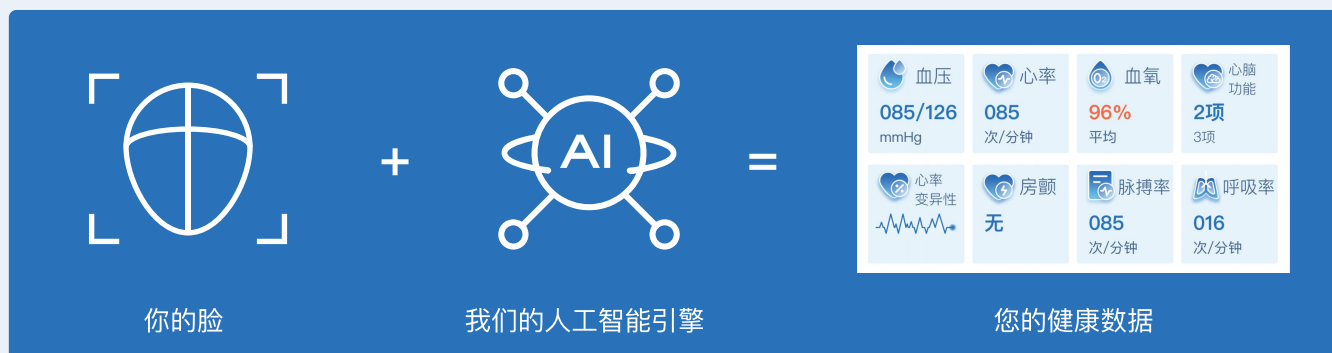 血压
085/126
mmHg
心率
085
次/分钟
血氧
O₂
96%
平均
心脑
功能
2项
3项
心率
变异性
房颤
无
脉搏率
085
次/分钟
呼吸率
016
次/分钟
+
AI
=
你的脸
我们的人工智能引擎
您的健康数据